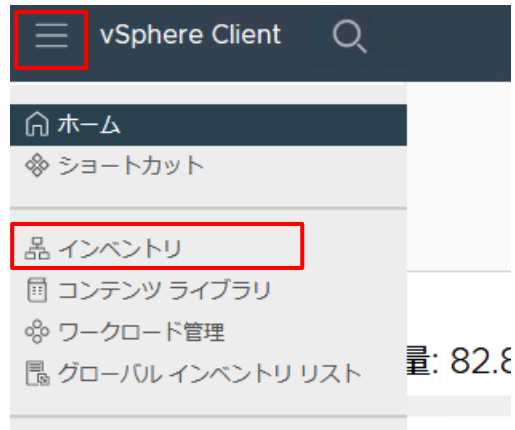 vSphere Client
ホーム
ショートカット
インベントリ
コンテンツ ライブラリ
ワークロード管理
グローバル インベントリ リスト
量: 82.8